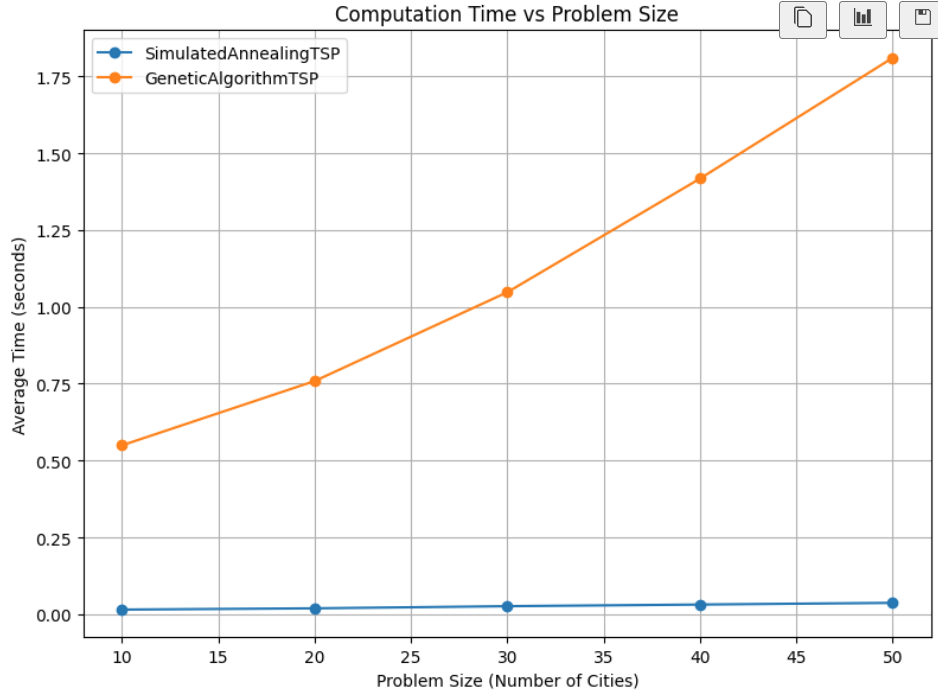 Computation Time vs Problem Size
SimulatedAnnealingTSP
GeneticAlgorithmTSP
Average Time (seconds)
1.75
1.50
1.25
1.00
0.75
0.50
0.25
0.00
10 15 20 25 30 35 40 45 50
Problem Size (Number of Cities)